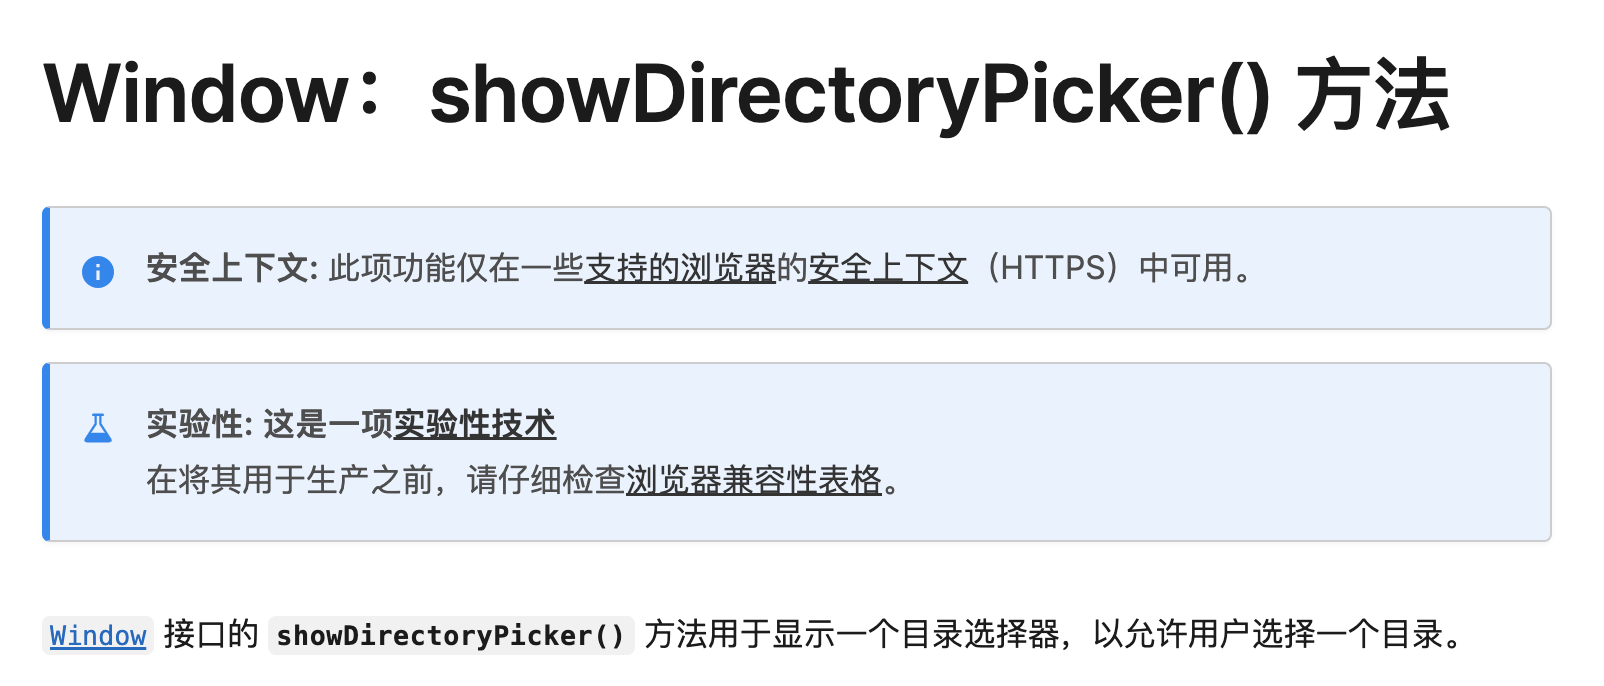 Window：showDirectoryPicker() 方法
安全上下文: 此项功能仅在一些支持的浏览器的安全上下文（HTTPS）中可用。
实验性: 这是一项实验性技术
在将其用于生产之前，请仔细检查浏览器兼容性表格。
Window 接口的 showDirectoryPicker() 方法用于显示一个目录选择器，以允许用户选择一个目录。